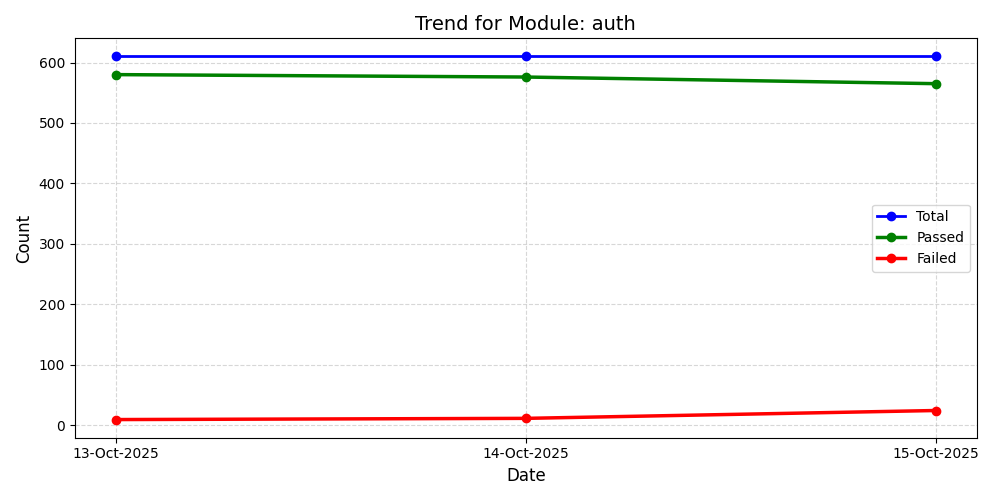 Trend for Module: auth
600
500
400
300
200
100
0
Count
Total
Passed
Failed
13-Oct-2025
14-Oct-2025
15-Oct-2025
Date